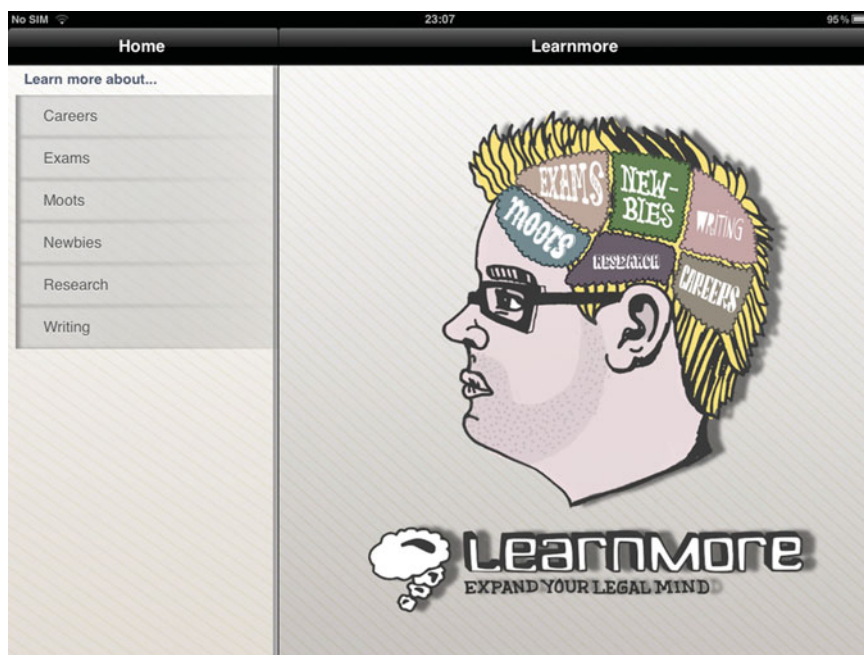 No SIM 23:07 95%
Home Learnmore
Learn more about...
Careers
Exams
Moots
Newbies
Research
Writing
EXAMS
NEW-
BIES
WRITING
MOOTS
RESEARCH
CAREERS
LearnMore
EXPAND YOUR LEGAL MIND